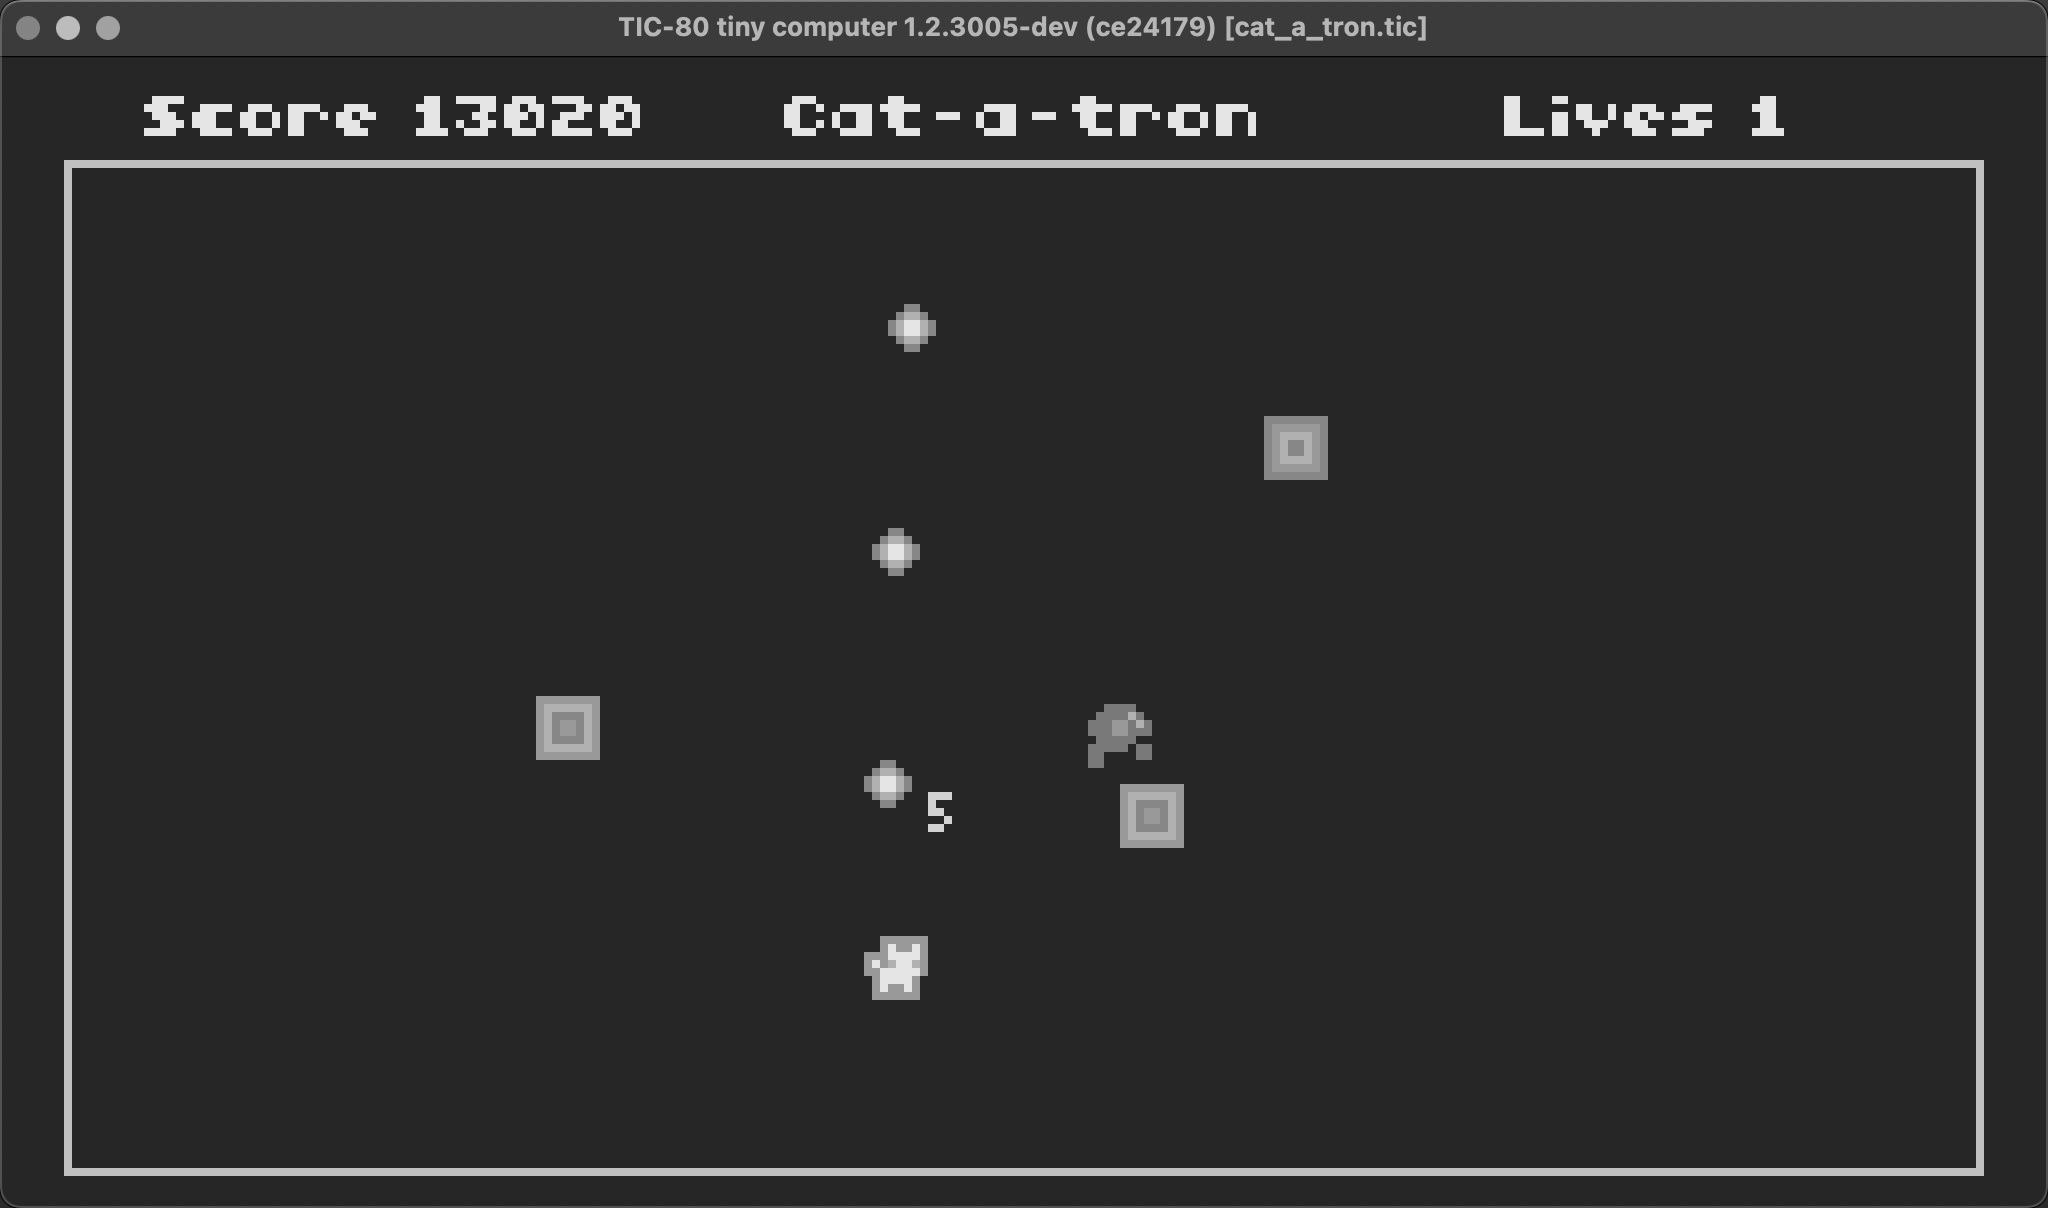 TIC-80 tiny computer 1.2.3005-dev (ce24179) [cat_a_tron.tic]
Score 13020 Cat-a-tron Lives 1
5